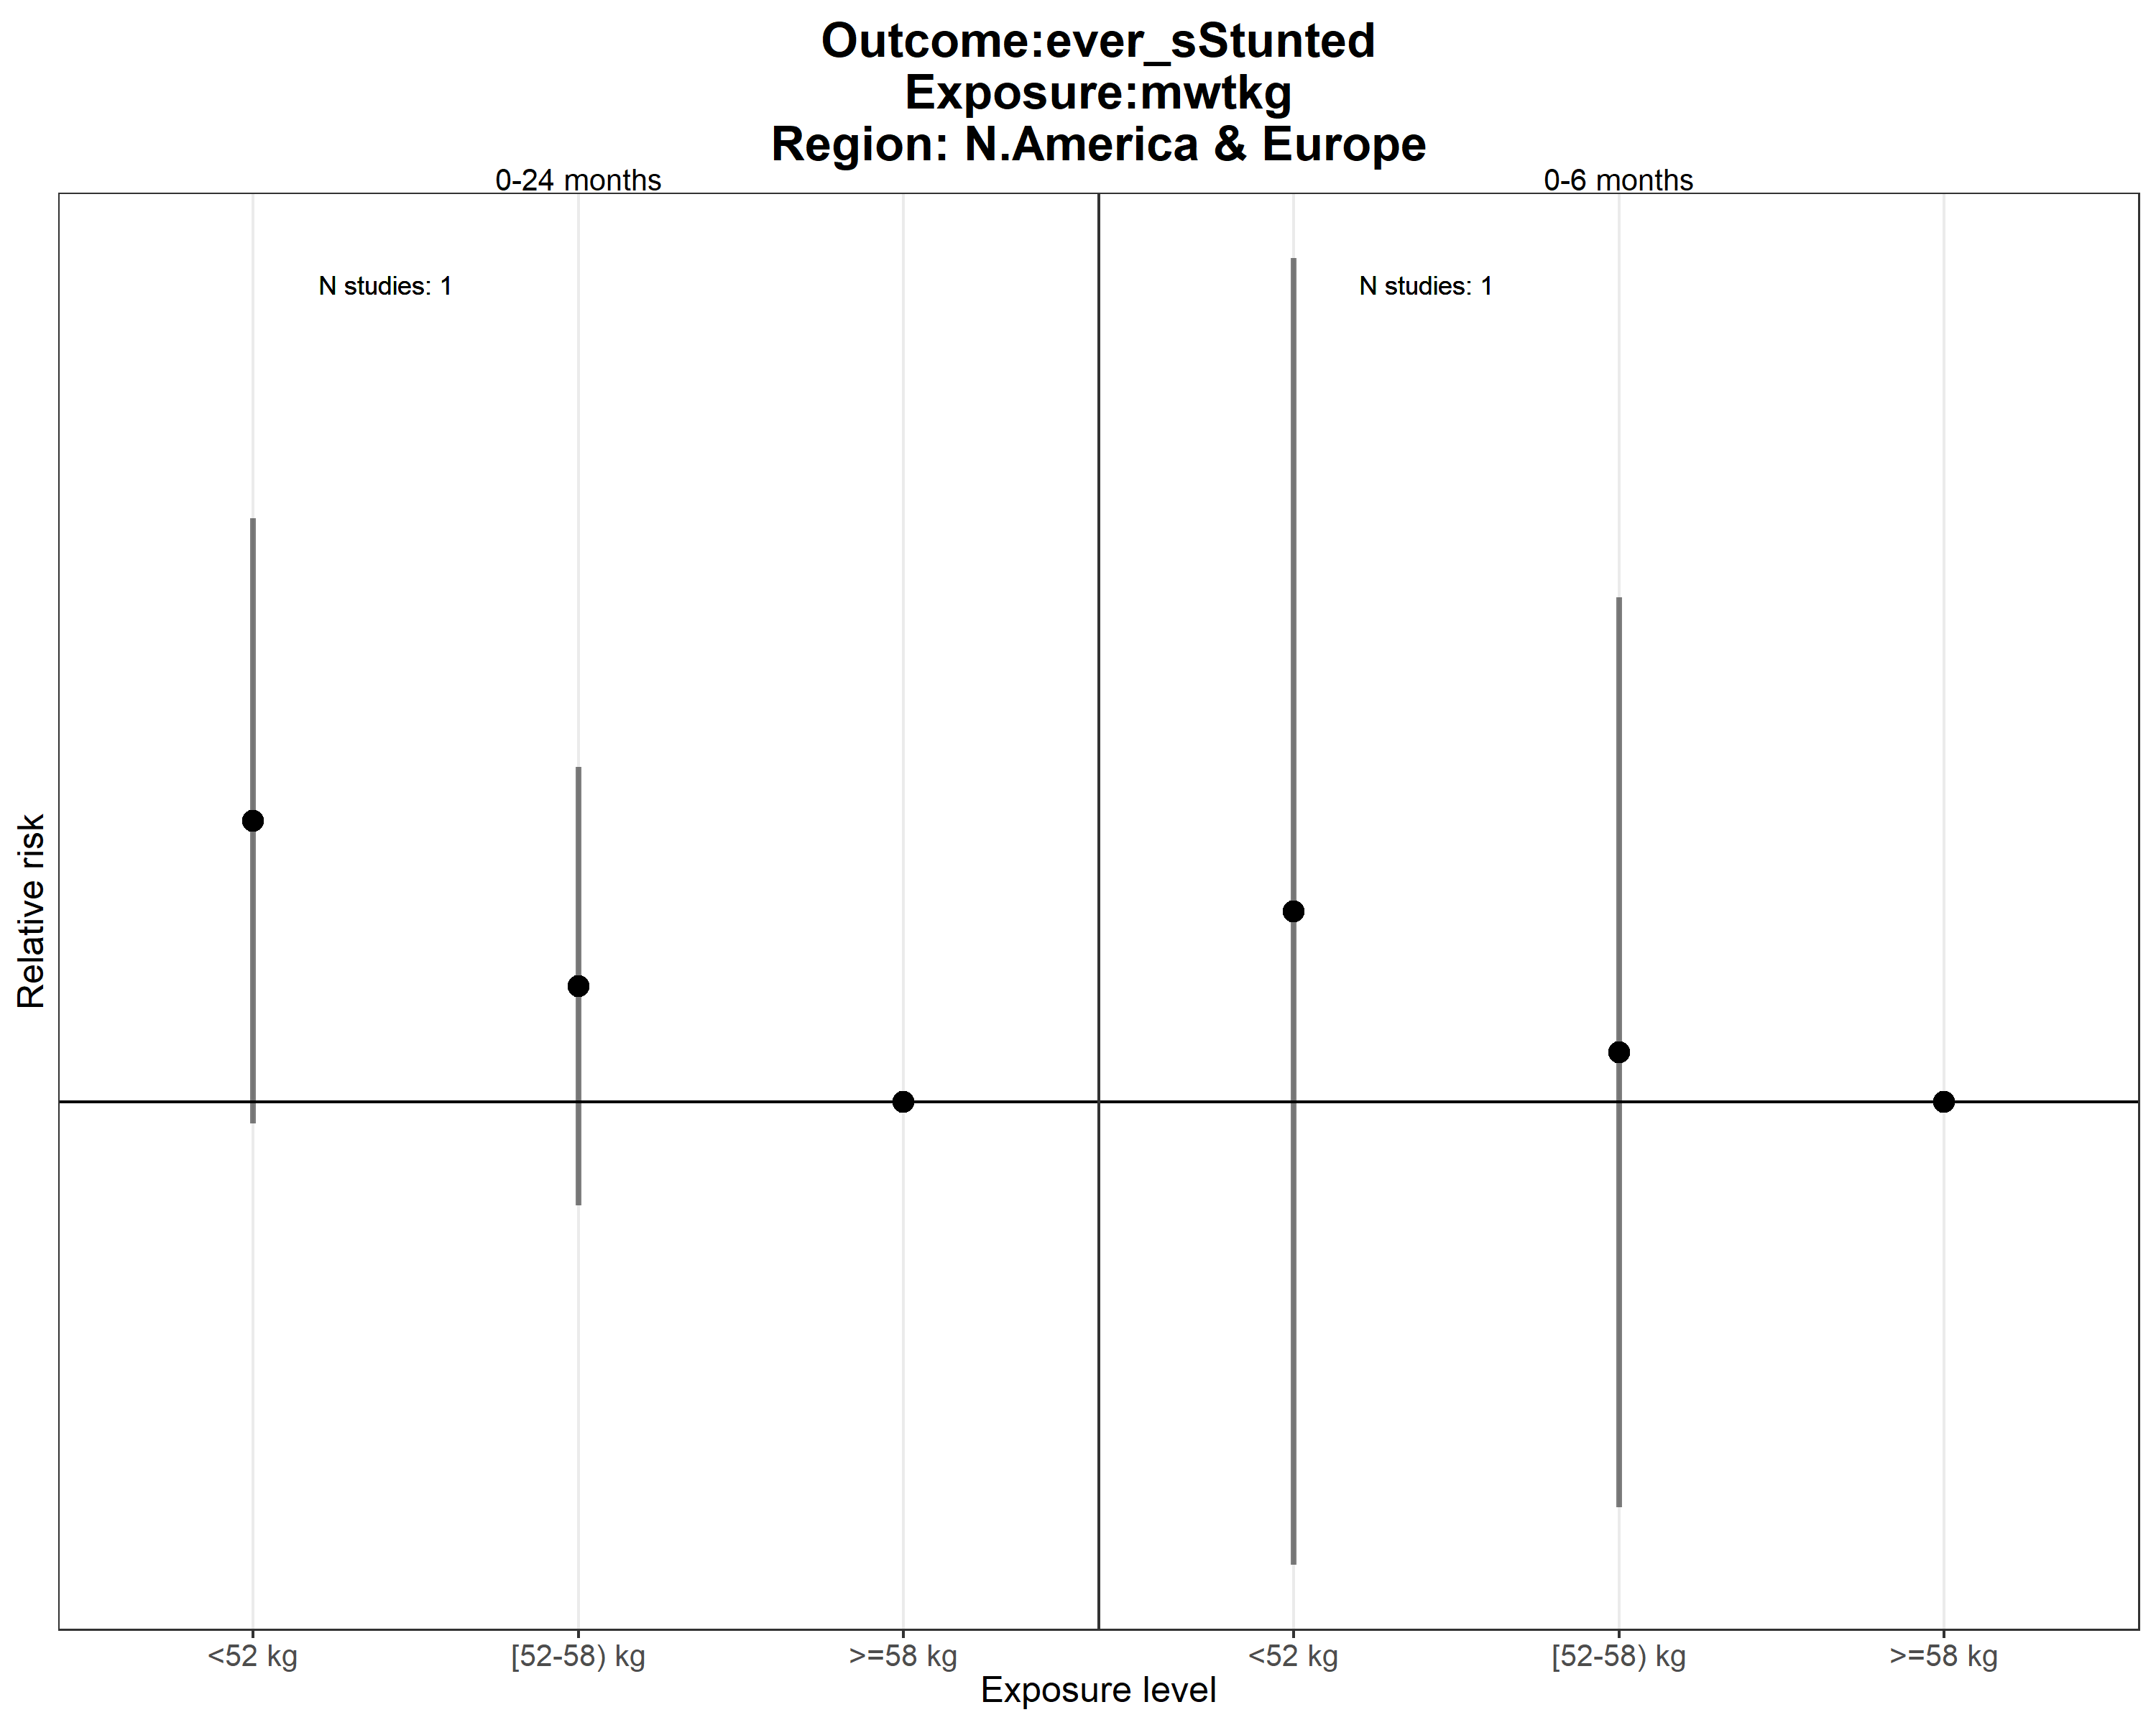 Outcome:ever_sStunted
Exposure:mwtkg
Region: N.America & Europe
0-24 months
0-6 months
N studies: 1
N studies: 1
Relative risk
<52 kg
[52-58) kg
>=58 kg
<52 kg
[52-58) kg
>=58 kg
Exposure level